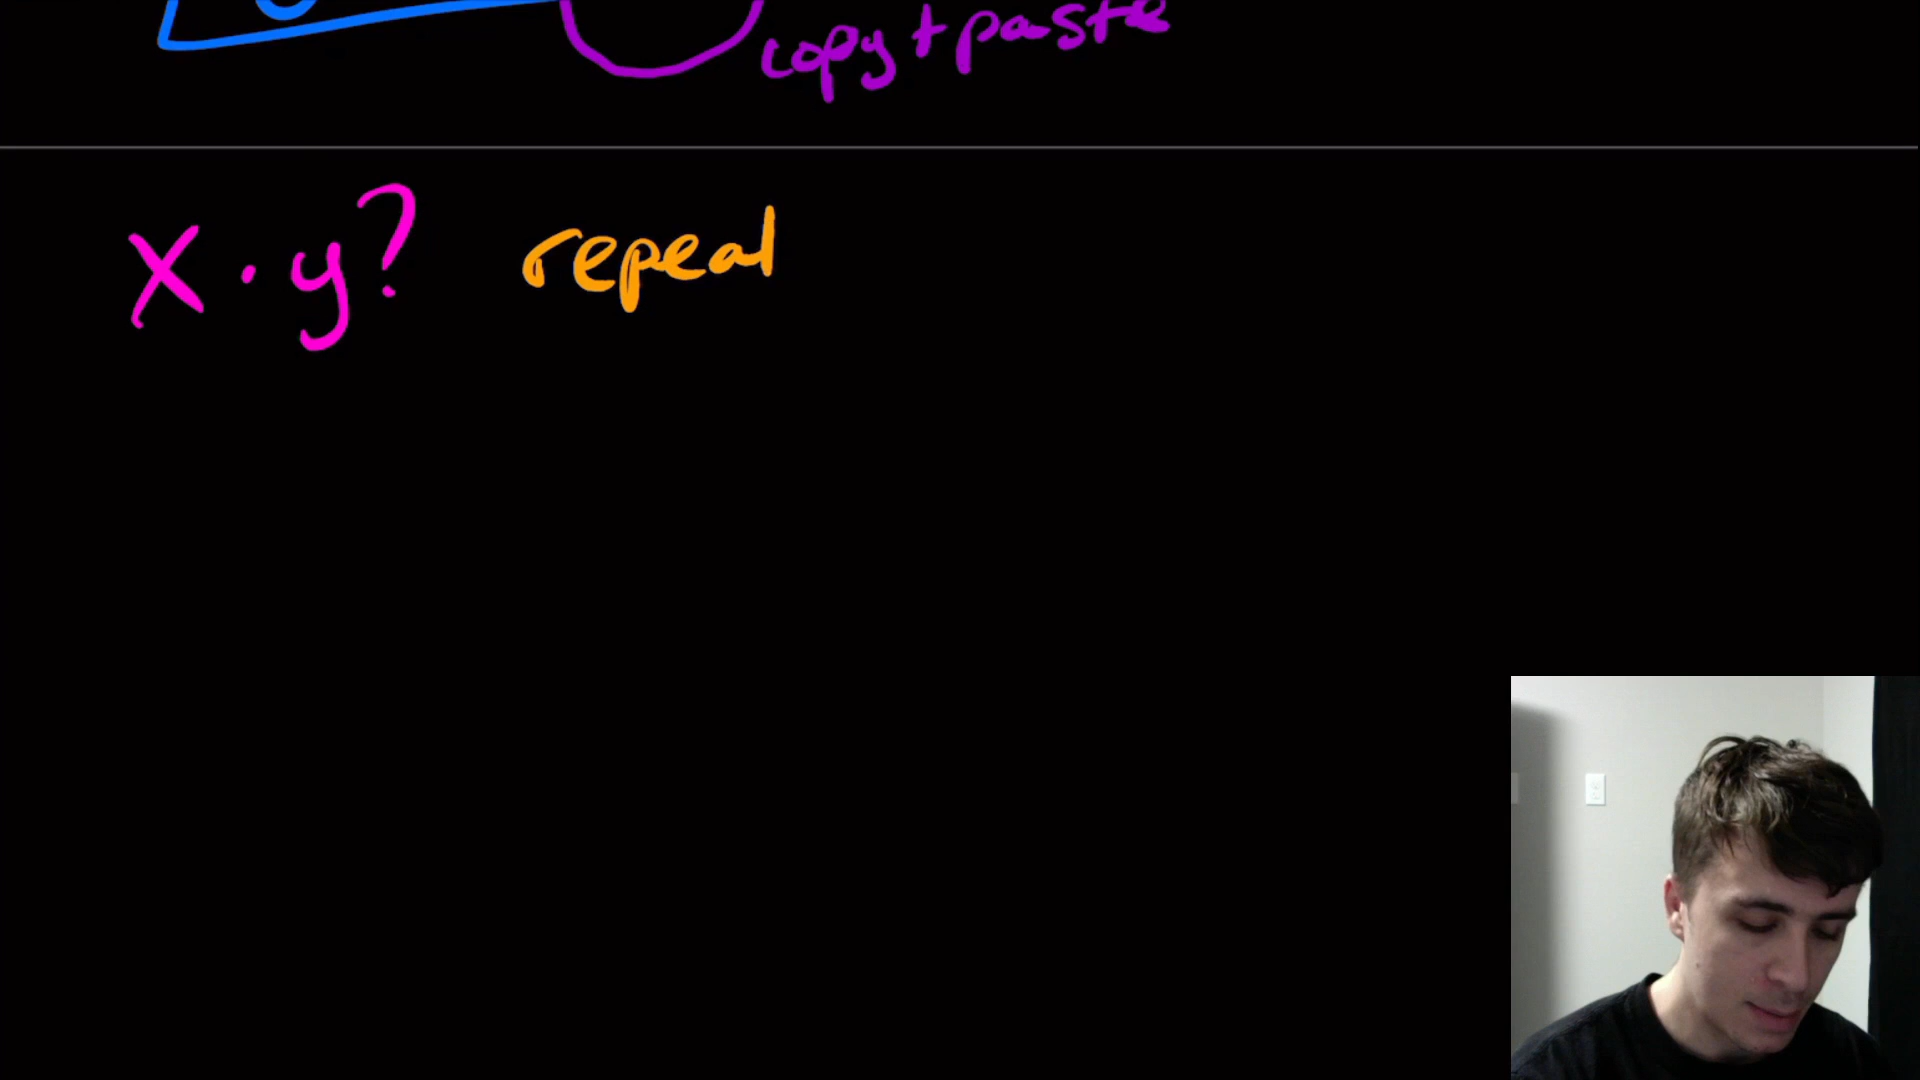 copy + paste
x · y? repeat